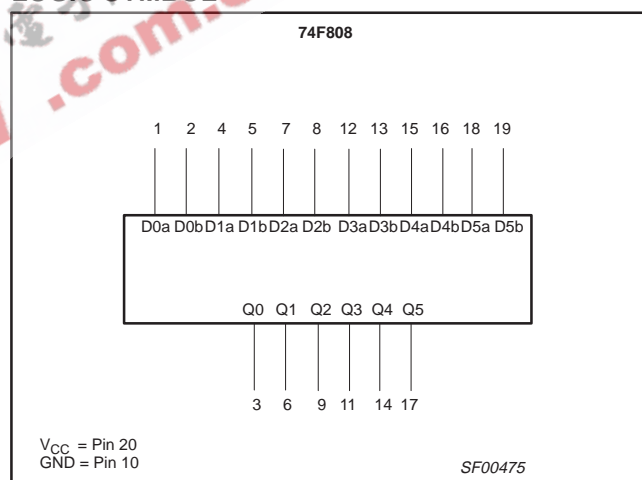 74F808
1 2 4 5 7 8 12 13 15 16 18 19
D0a D0b D1a D1b D2a D2b D3a D3b D4a D4b D5a D5b
Q0 Q1 Q2 Q3 Q4 Q5
3 6 9 11 14 17
VCC = Pin 20
GND = Pin 10
SF00475
.com.